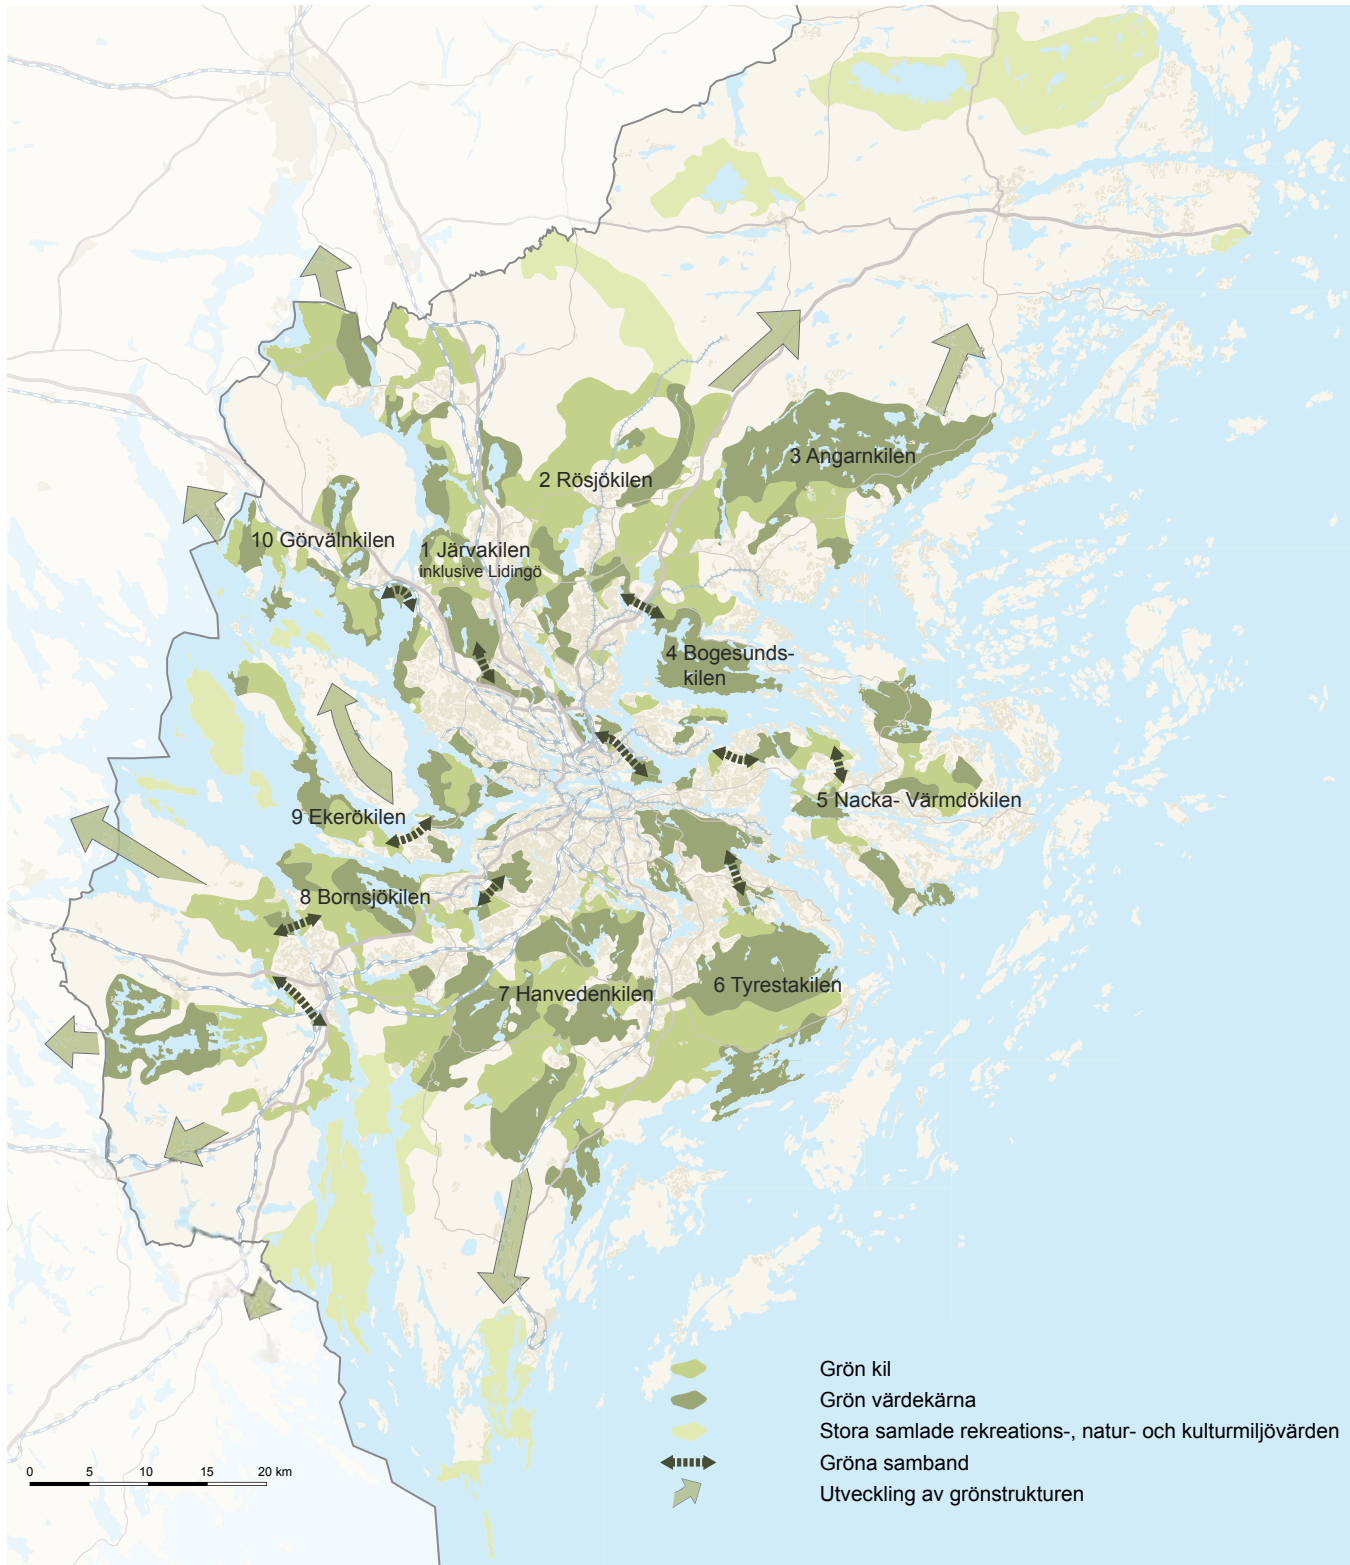 3 Angarnkilen
2 Rösjökilen
10 Görvälnkilen
1 Järvakilen
inklusive Lidingö
4 Bogesunds-
kilen
5 Nacka- Värmdökilen
9 Ekerökilen
8 Bornsjökilen
6 Tyrestakilen
7 Hanvedenkilen
Grön kil
Grön värdekärna
Stora samlade rekreations-, natur- och kulturmiljövärden
Gröna samband
Utveckling av grönstrukturen
0 5 10 15 20 km